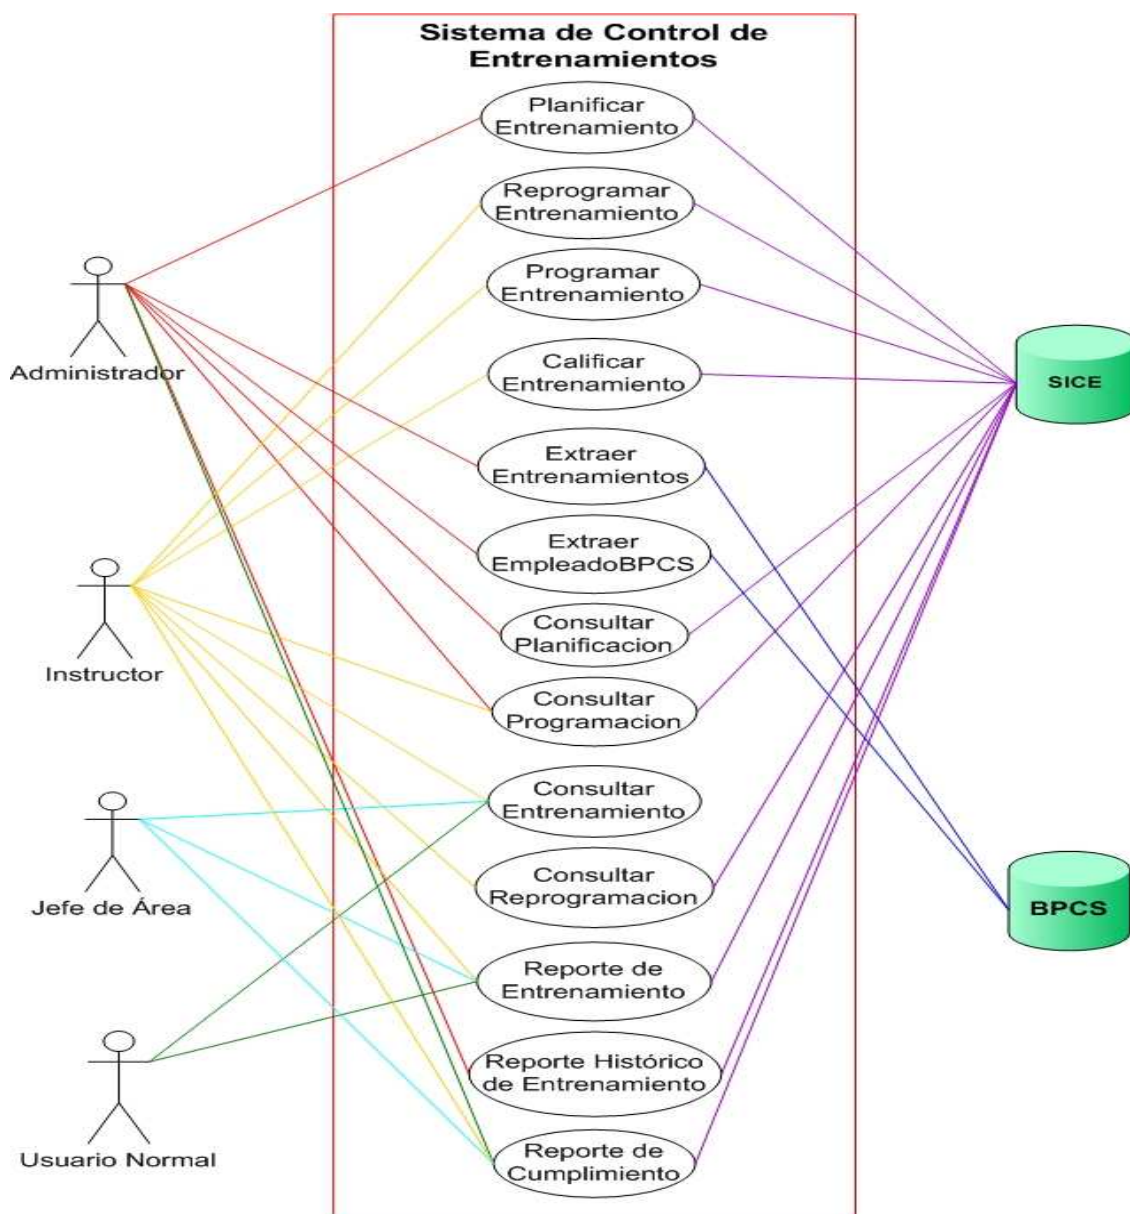 Sistema de Control de
Entrenamientos
Planificar
Entrenamiento
Reprogramar
Entrenamiento
Programar
Entrenamiento
Administrador
Calificar
Entrenamiento
SICE
Extraer
Entrenamientos
Extraer
EmpleadoBPCS
Instructor
Consultar
Planificacion
Consultar
Programacion
Consultar
Entrenamiento
Jefe de Área
Consultar
Reprogramacion
BPCS
Reporte de
Entrenamiento
Reporte Histórico
de Entrenamiento
Usuario Normal
Reporte de
Cumplimiento